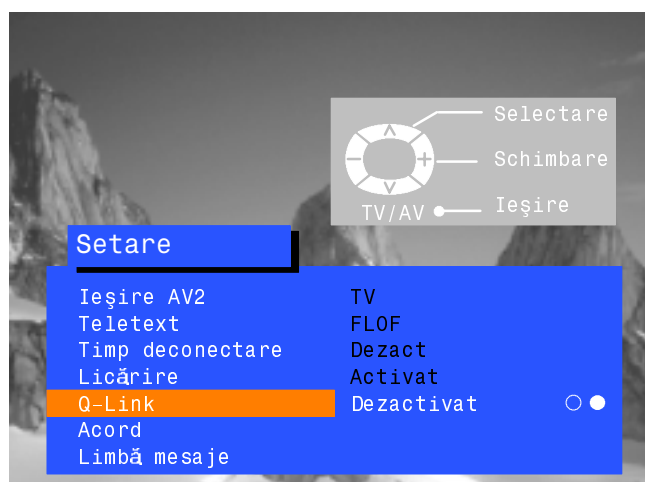 Selectare
Schimbare
TV/AV Ieşire
Setare
Ieşire AV2 TV
Teletext FLOF
Timp deconectare Dezact
Licărire Activat
Q-Link Dezactivat
Acord
Limbă mesaje